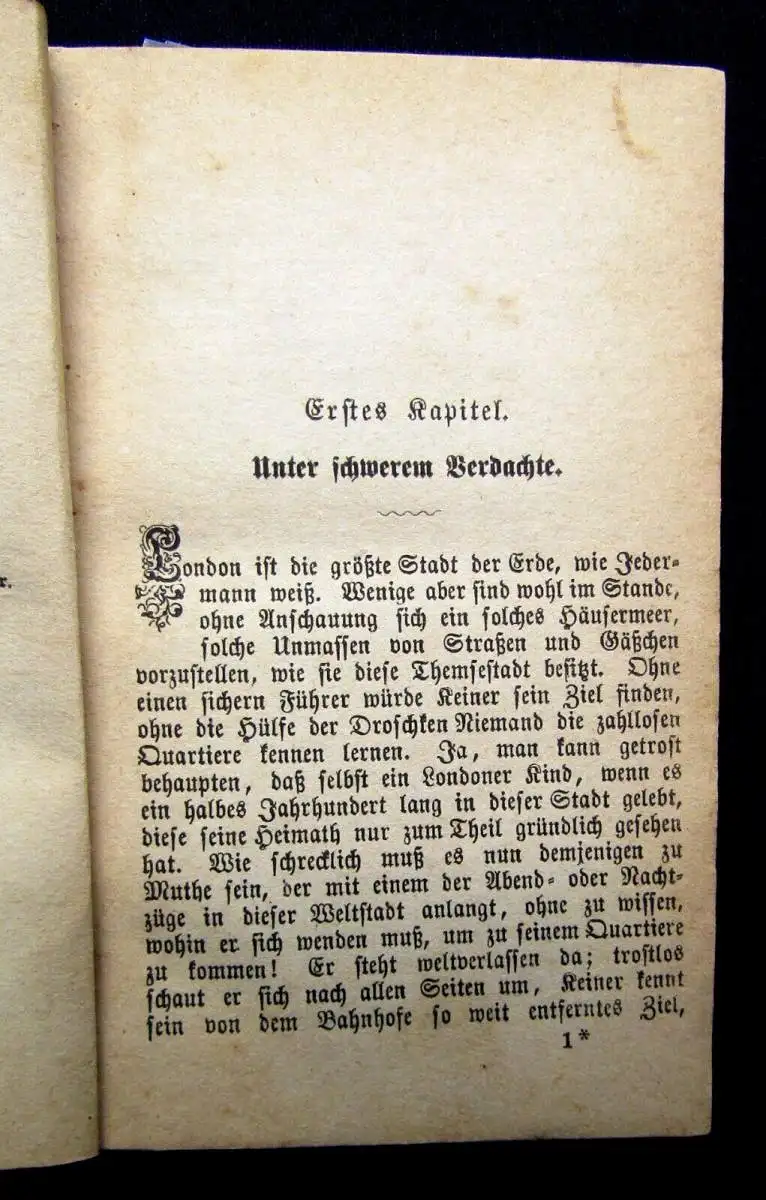 r.
Erstes Kapitel.
Unter schwerem Verdachte.
London ist die größte Stadt der Erde, wie Jeder-
mann weiß. Wenige aber sind wohl im Stande,
ohne Anschauung sich ein solches Häusermeer,
solche Unmassen von Straßen und Gäßchen
vorzustellen, wie sie diese Themsestadt besitzt. Ohne
einen sichern Führer würde Keiner sein Ziel finden,
ohne die Hülfe der Droschken Niemand die zahllosen
Quartiere kennen lernen. Ja, man kann getrost
behaupten, daß selbst ein Londoner Kind, wenn es
ein halbes Jahrhundert lang in dieser Stadt gelebt,
diese seine Heimath nur zum Theil gründlich gesehen
hat. Wie schrecklich muß es nun demjenigen zu
Muthe sein, der mit einem der Abend- oder Nacht-
züge in dieser Weltstadt anlangt, ohne zu wissen,
wohin er sich wenden muß, um zu seinem Quartiere
zu kommen! Er steht weltverlassen da; trostlos
schaut er sich nach allen Seiten um, Keiner kennt
sein von dem Bahnhofe so weit entferntes Ziel,
1*